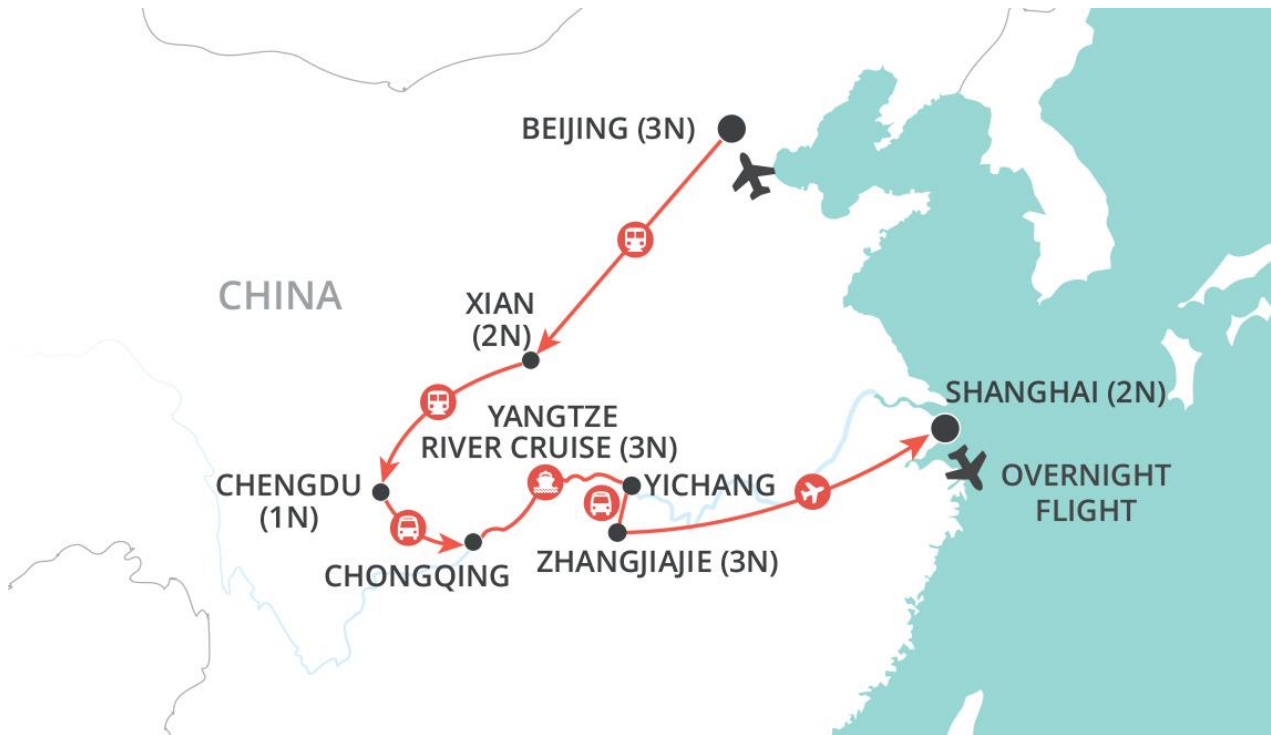 BEIJING (3N)
CHINA
XIAN
(2N)
SHANGHAI (2N)
YANGTZE
RIVER CRUISE (3N)
CHENGDU
(1N)
YICHANG
OVERNIGHT
FLIGHT
ZHANGJIAJIE (3N)
CHONGQING